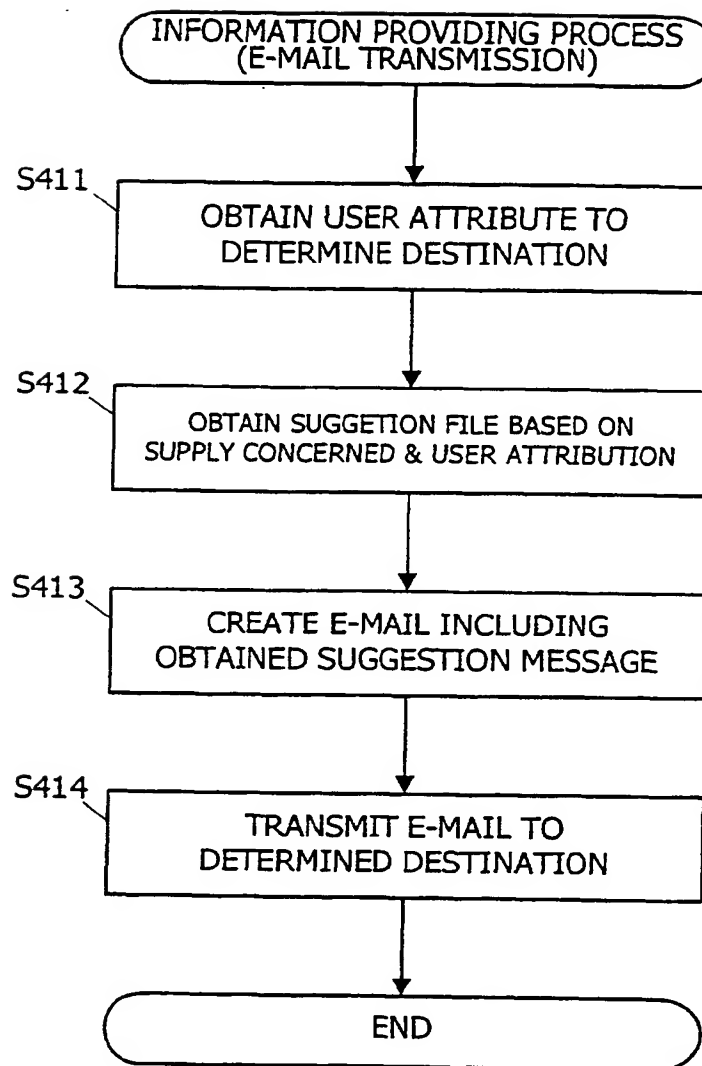 INFORMATION PROVIDING PROCESS
(E-MAIL TRANSMISSION)
S411
OBTAIN USER ATTRIBUTE TO
DETERMINE DESTINATION
S412
OBTAIN SUGGETION FILE BASED ON
SUPPLY CONCERNED & USER ATTRIBUTION
S413
CREATE E-MAIL INCLUDING
OBTAINED SUGGESTION MESSAGE
S414
TRANSMIT E-MAIL TO
DETERMINED DESTINATION
END